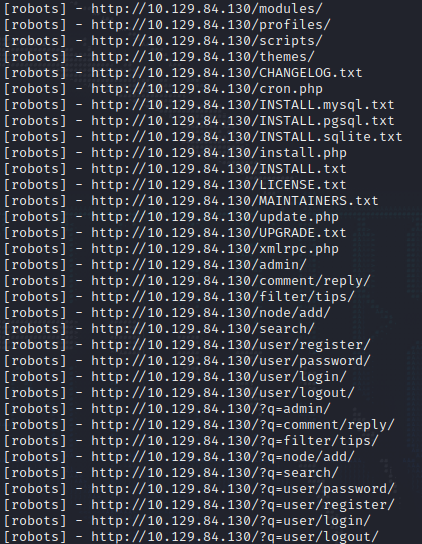 [robots] - http://10.129.84.130/modules/
[robots] - http://10.129.84.130/profiles/
[robots] - http://10.129.84.130/scripts/
[robots] - http://10.129.84.130/themes/
[robots] - http://10.129.84.130/CHANGELOG.txt
[robots] - http://10.129.84.130/cron.php
[robots] - http://10.129.84.130/INSTALL.mysql.txt
[robots] - http://10.129.84.130/INSTALL.pgsql.txt
[robots] - http://10.129.84.130/INSTALL.sqlite.txt
[robots] - http://10.129.84.130/install.php
[robots] - http://10.129.84.130/INSTALL.txt
[robots] - http://10.129.84.130/LICENSE.txt
[robots] - http://10.129.84.130/MAINTAINERS.txt
[robots] - http://10.129.84.130/update.php
[robots] - http://10.129.84.130/UPGRADE.txt
[robots] - http://10.129.84.130/xmlrpc.php
[robots] - http://10.129.84.130/admin/
[robots] - http://10.129.84.130/comment/reply/
[robots] - http://10.129.84.130/filter/tips/
[robots] - http://10.129.84.130/node/add/
[robots] - http://10.129.84.130/search/
[robots] - http://10.129.84.130/user/register/
[robots] - http://10.129.84.130/user/password/
[robots] - http://10.129.84.130/user/login/
[robots] - http://10.129.84.130/user/logout/
[robots] - http://10.129.84.130/?q=admin/
[robots] - http://10.129.84.130/?q=comment/reply/
[robots] - http://10.129.84.130/?q=filter/tips/
[robots] - http://10.129.84.130/?q=node/add/
[robots] - http://10.129.84.130/?q=search/
[robots] - http://10.129.84.130/?q=user/password/
[robots] - http://10.129.84.130/?q=user/register/
[robots] - http://10.129.84.130/?q=user/login/
[robots] - http://10.129.84.130/?q=user/logout/